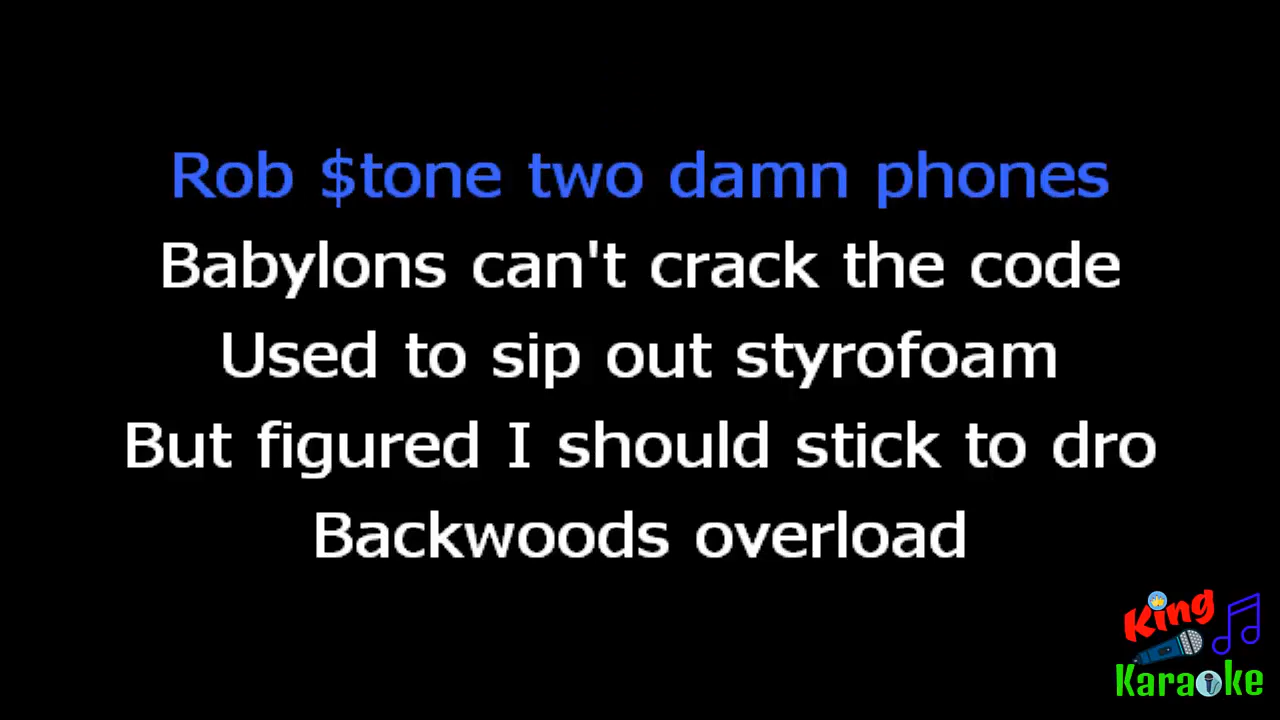 Rob $tone two damn phones
Babylons can't crack the code
Used to sip out styrofoam
But figured I should stick to dro
Backwoods overload
King
Karaoke